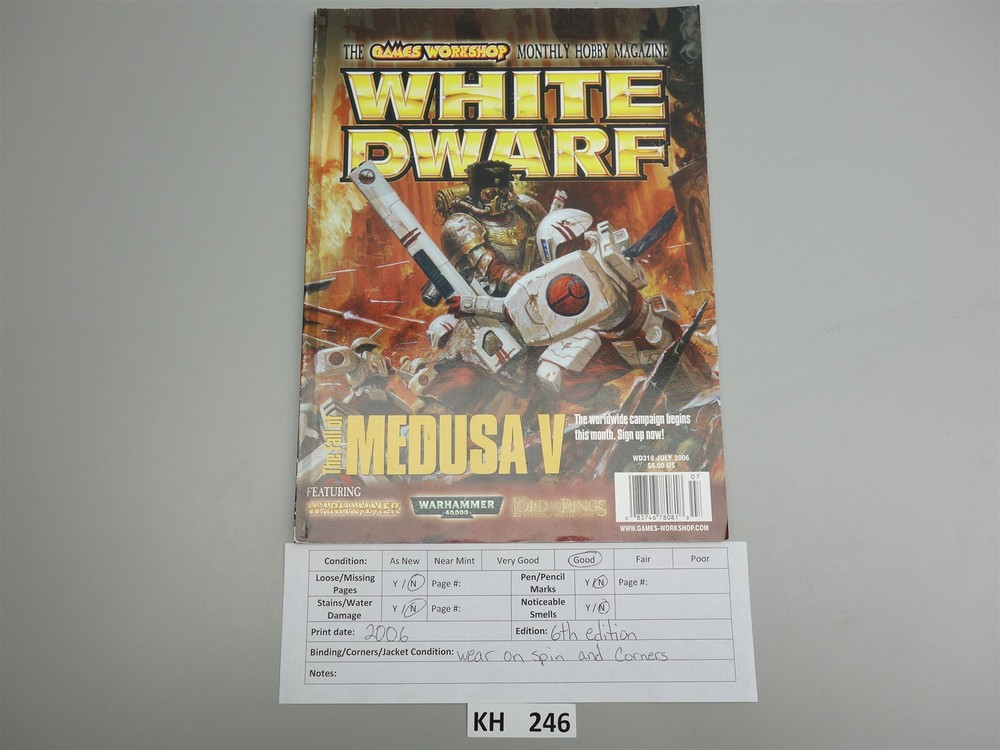 THE GAMES WORKSHOP MONTHLY HOBBY MAGAZINE
WHITE
DWARF
The Fall of
MEDUSA V
The worldwide campaign begins
this month. Sign up now!
WD318 JULY 2006
$6.00 US
07
FEATURING
WARHAMMER
WARHAMMER
40,000
THE LORD OF THE RINGS
WWW.GAMES-WORKSHOP.COM
Condition: As New Near Mint Very Good Good Fair Poor
Loose/Missing Pages Y / N Page #: Pen/Pencil Marks Y / N Page #:
Stains/Water Damage Y / N Page #: Noticeable Smells Y / N
Print date: 2006 Edition: 6th edition
Binding/Corners/Jacket Condition: wear on spin and corners
Notes:
KH 246